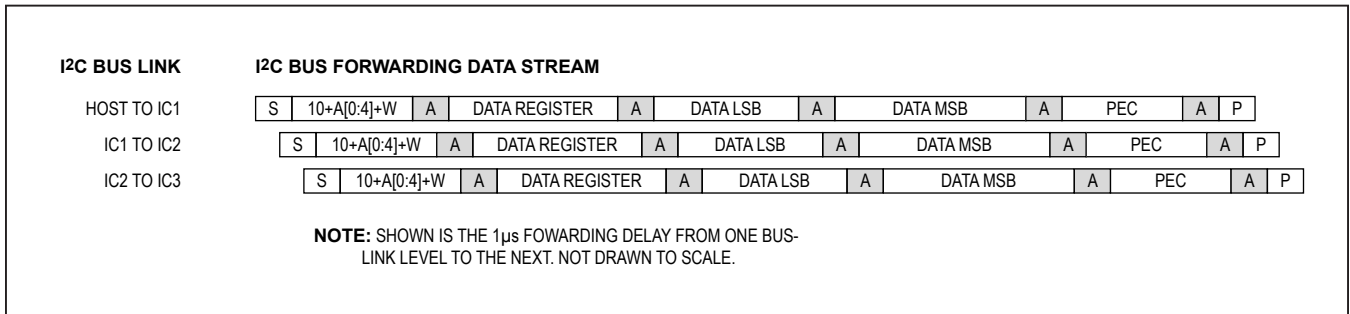 I2C BUS LINK I2C BUS FORWARDING DATA STREAM
HOST TO IC1 S 10+A[0:4]+W A DATA REGISTER A DATA LSB A DATA MSB A PEC A P
IC1 TO IC2 S 10+A[0:4]+W A DATA REGISTER A DATA LSB A DATA MSB A PEC A P
IC2 TO IC3 S 10+A[0:4]+W A DATA REGISTER A DATA LSB A DATA MSB A PEC A P
NOTE: SHOWN IS THE 1µs FOWARDING DELAY FROM ONE BUS-
LINK LEVEL TO THE NEXT. NOT DRAWN TO SCALE.